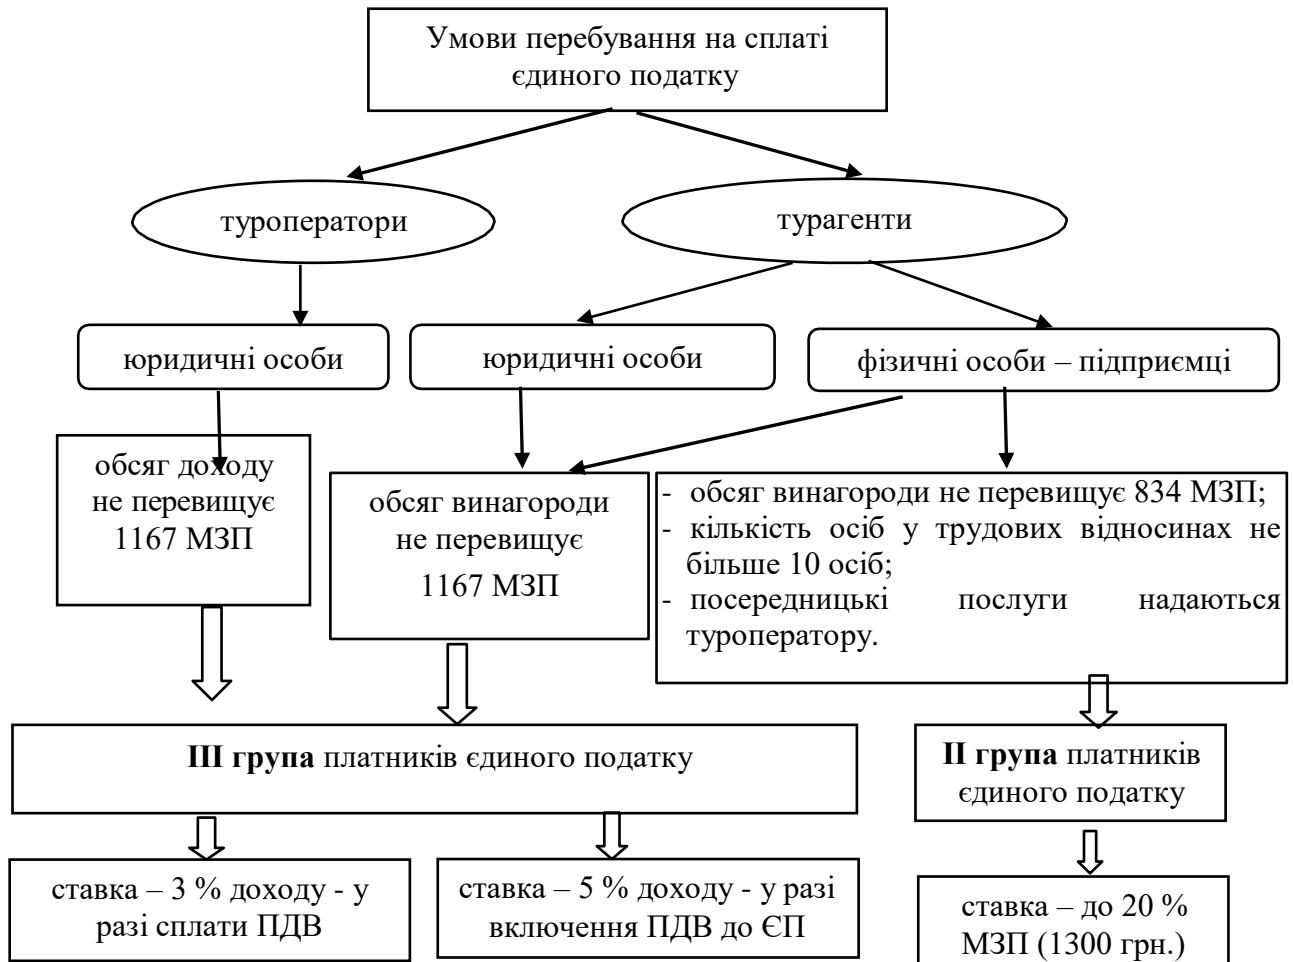 Умови перебування на сплаті
єдиного податку
туроператори
турагенти
юридичні особи
юридичні особи
фізичні особи – підприємці
обсяг доходу
не перевищує
1167 МЗП
обсяг винагороди
не перевищує
1167 МЗП
- обсяг винагороди не перевищує 834 МЗП;
- кількість осіб у трудових відносинах не
більше 10 осіб;
- посередницькі послуги надаються
туроператору.
ІІІ група платників єдиного податку
ІІ група платників
єдиного податку
ставка – 3 % доходу - у
разі сплати ПДВ
ставка – 5 % доходу - у разі
включення ПДВ до ЄП
ставка – до 20 %
МЗП (1300 грн.)